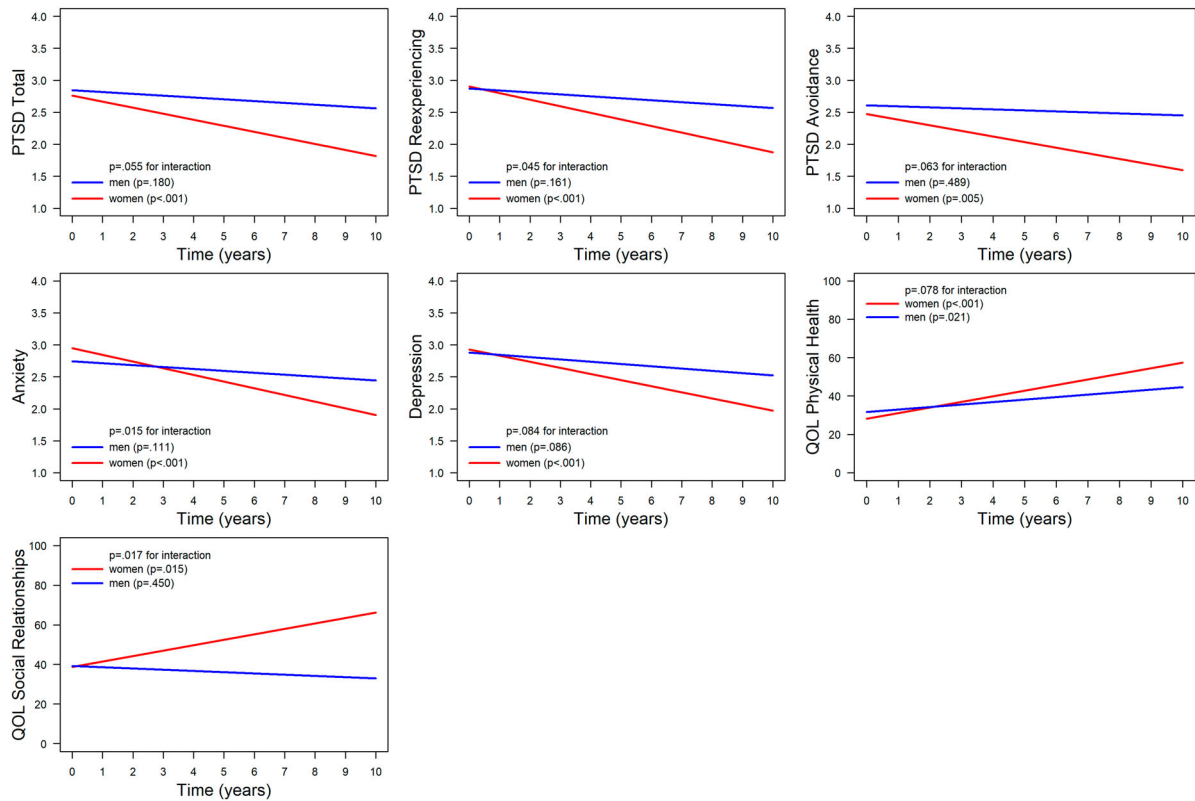 PTSD Total
4.0
3.5
3.0
2.5
2.0
1.5
1.0
p=.055 for interaction
men (p=.180)
women (p<.001)
0 1 2 3 4 5 6 7 8 9 10
Time (years)
PTSD Reexperiencing
4.0
3.5
3.0
2.5
2.0
1.5
1.0
p=.045 for interaction
men (p=.161)
women (p<.001)
0 1 2 3 4 5 6 7 8 9 10
Time (years)
PTSD Avoidance
4.0
3.5
3.0
2.5
2.0
1.5
1.0
p=.063 for interaction
men (p=.489)
women (p=.005)
0 1 2 3 4 5 6 7 8 9 10
Time (years)
Anxiety
4.0
3.5
3.0
2.5
2.0
1.5
1.0
p=.015 for interaction
men (p=.111)
women (p<.001)
0 1 2 3 4 5 6 7 8 9 10
Time (years)
Depression
4.0
3.5
3.0
2.5
2.0
1.5
1.0
p=.084 for interaction
men (p=.086)
women (p<.001)
0 1 2 3 4 5 6 7 8 9 10
Time (years)
QOL Physical Health
100
80
60
40
20
0
p=.078 for interaction
women (p<.001)
men (p=.021)
0 1 2 3 4 5 6 7 8 9 10
Time (years)
QOL Social Relationships
100
80
60
40
20
0
p=.017 for interaction
women (p=.015)
men (p=.450)
0 1 2 3 4 5 6 7 8 9 10
Time (years)